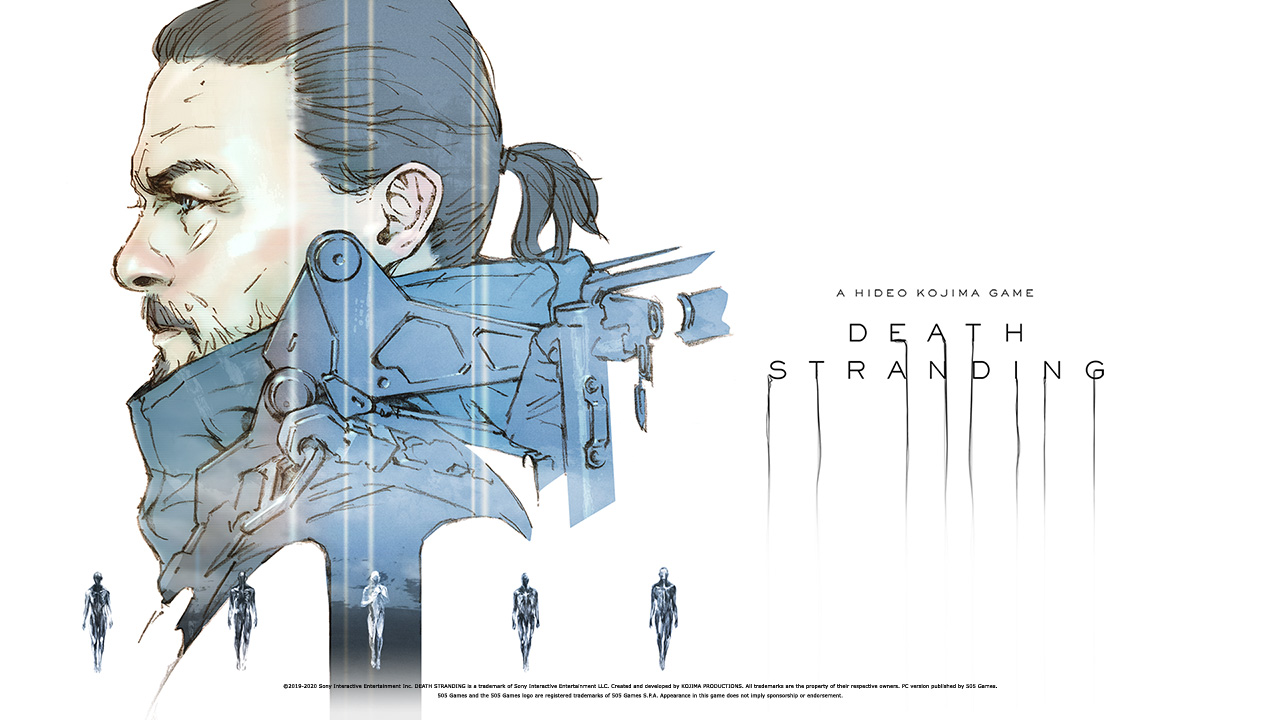 A HIDEO KOJIMA GAME
DEATH
STRANDING
©2019-2020 Sony Interactive Entertainment Inc. DEATH STRANDING is a trademark of Sony Interactive Entertainment LLC. Created and developed by KOJIMA PRODUCTIONS. All trademarks are the property of their respective owners. PC version published by 505 Games.
505 Games and the 505 Games logo are registered trademarks of 505 Games S.P.A. Appearance in this game does not imply sponsorship or endorsement.